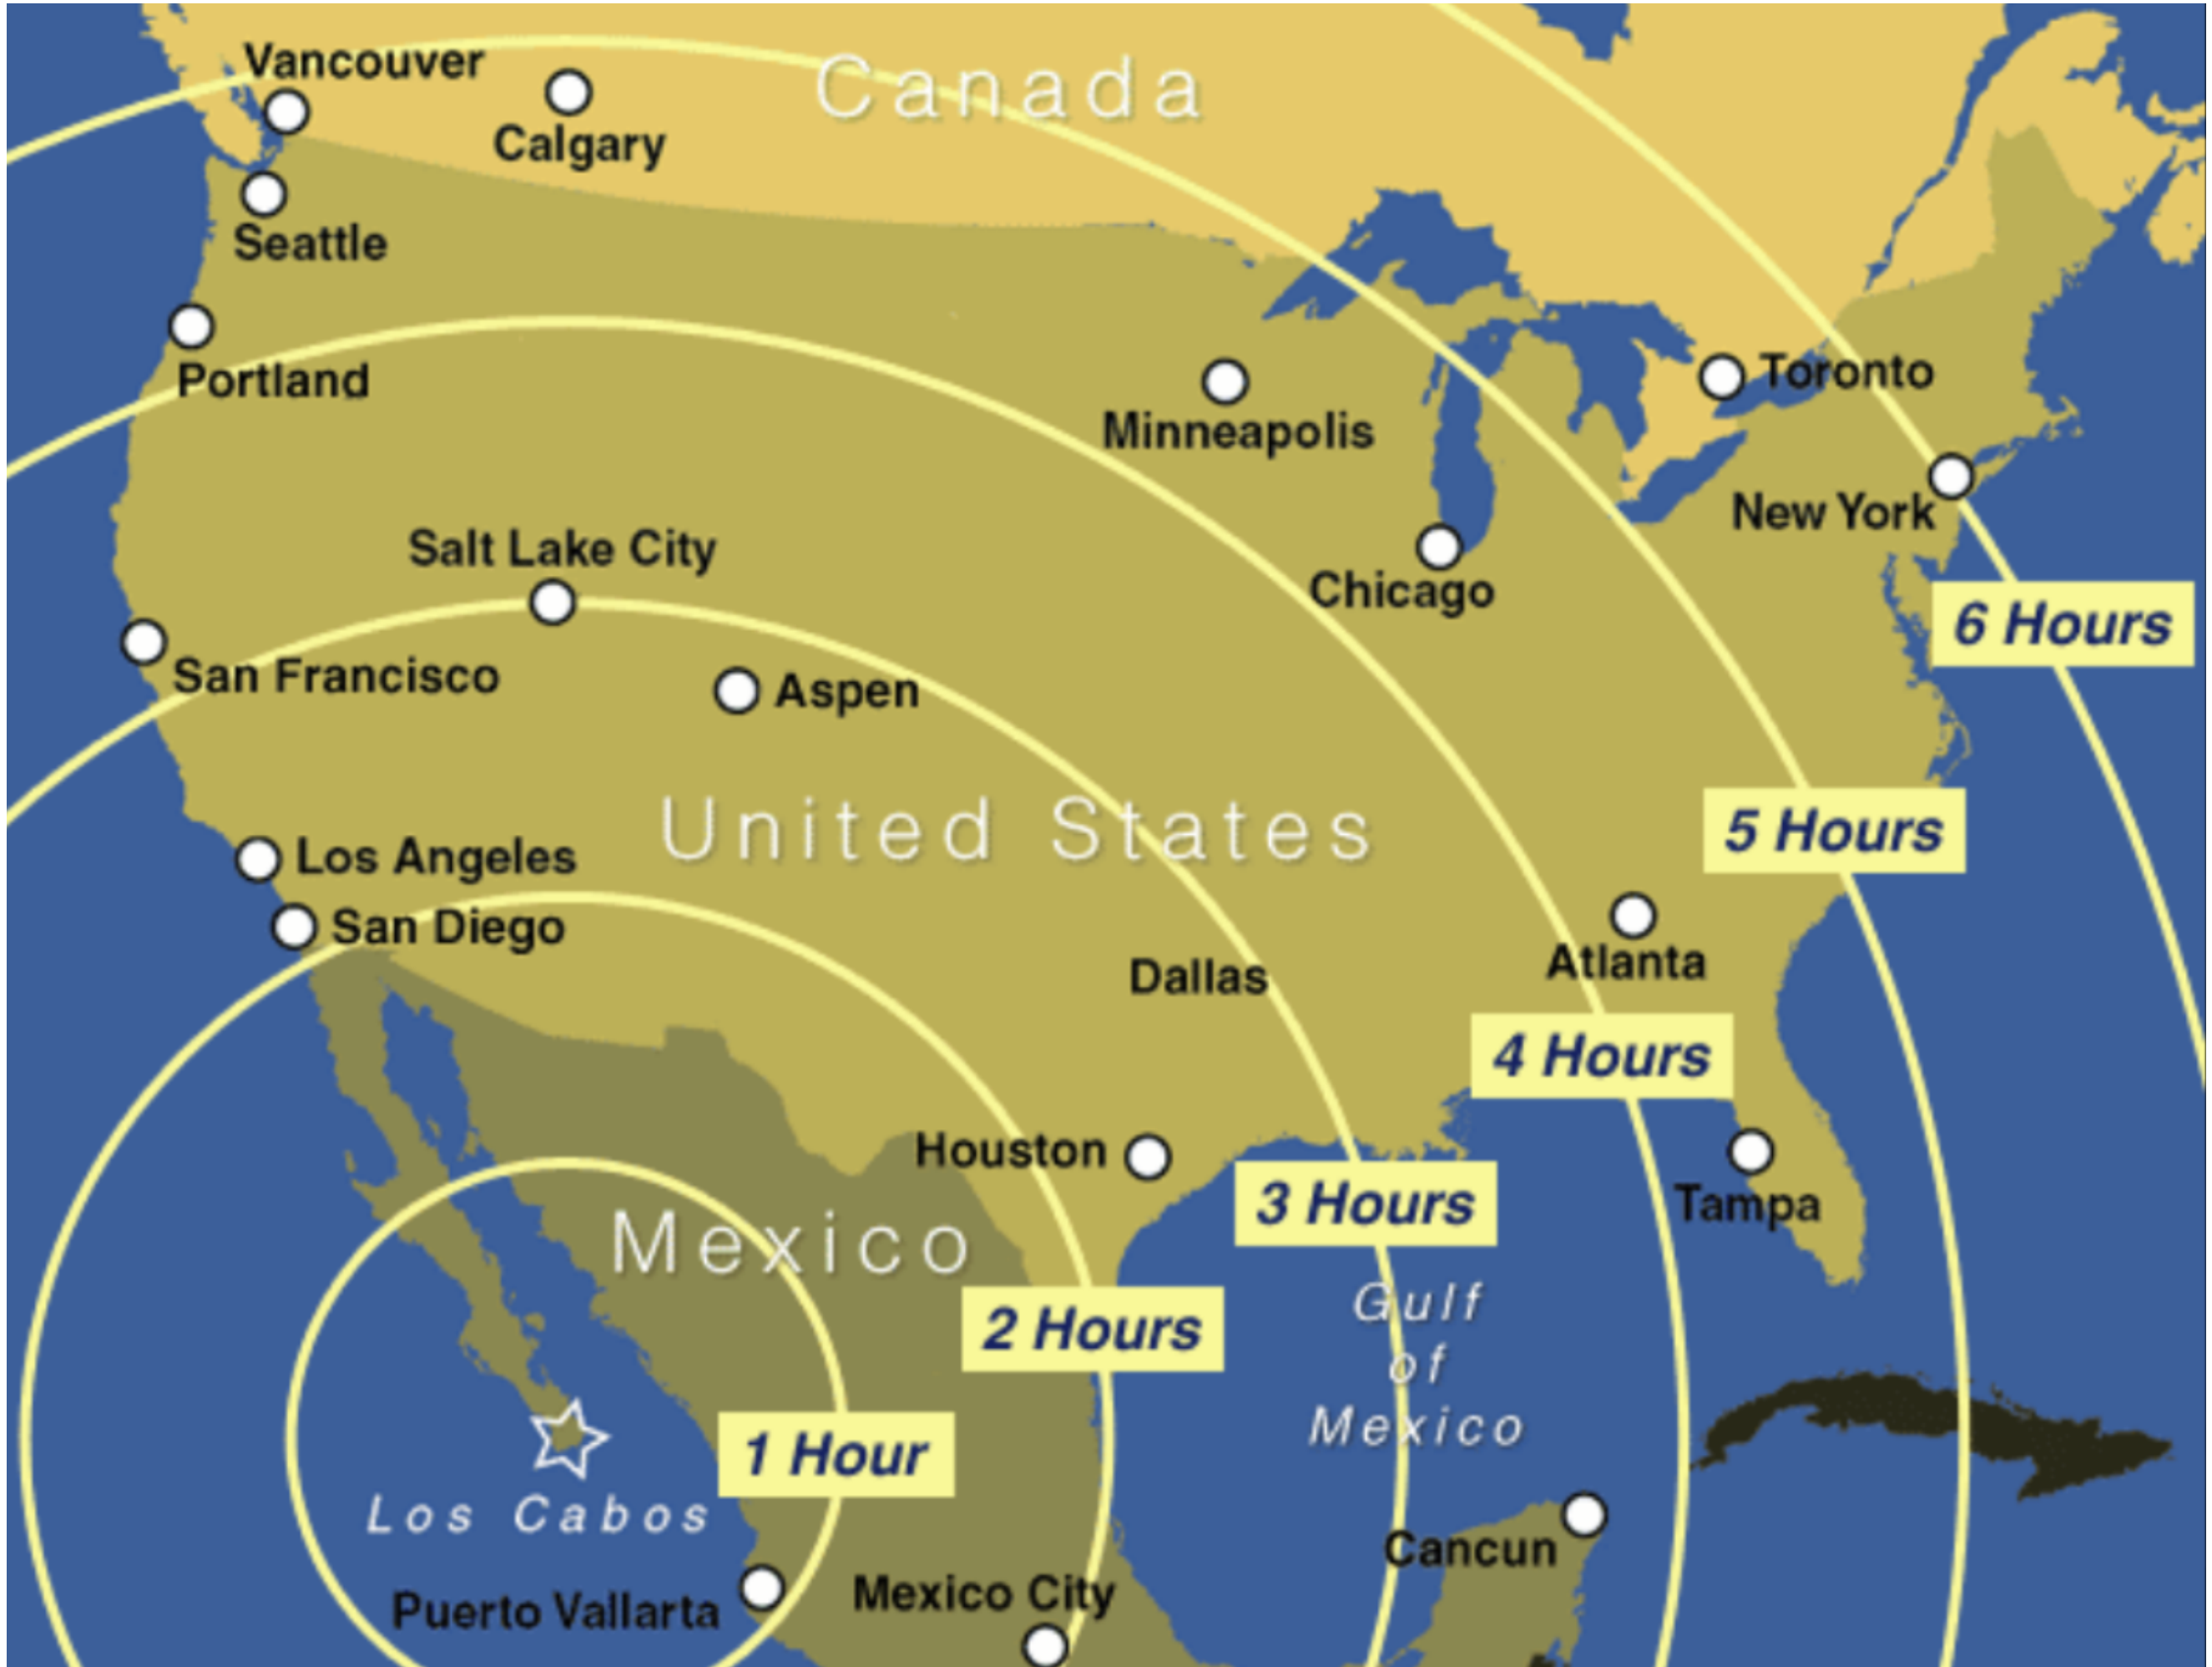 Vancouver
Canada
Calgary
Seattle
Portland
Toronto
Minneapolis
New York
Salt Lake City
Chicago
6 Hours
San Francisco
Aspen
United States
5 Hours
Los Angeles
San Diego
Dallas
Atlanta
4 Hours
Houston
3 Hours
Tampa
Mexico
2 Hours
Gulf
of
Mexico
1 Hour
Los Cabos
Cancun
Puerto Vallarta
Mexico City